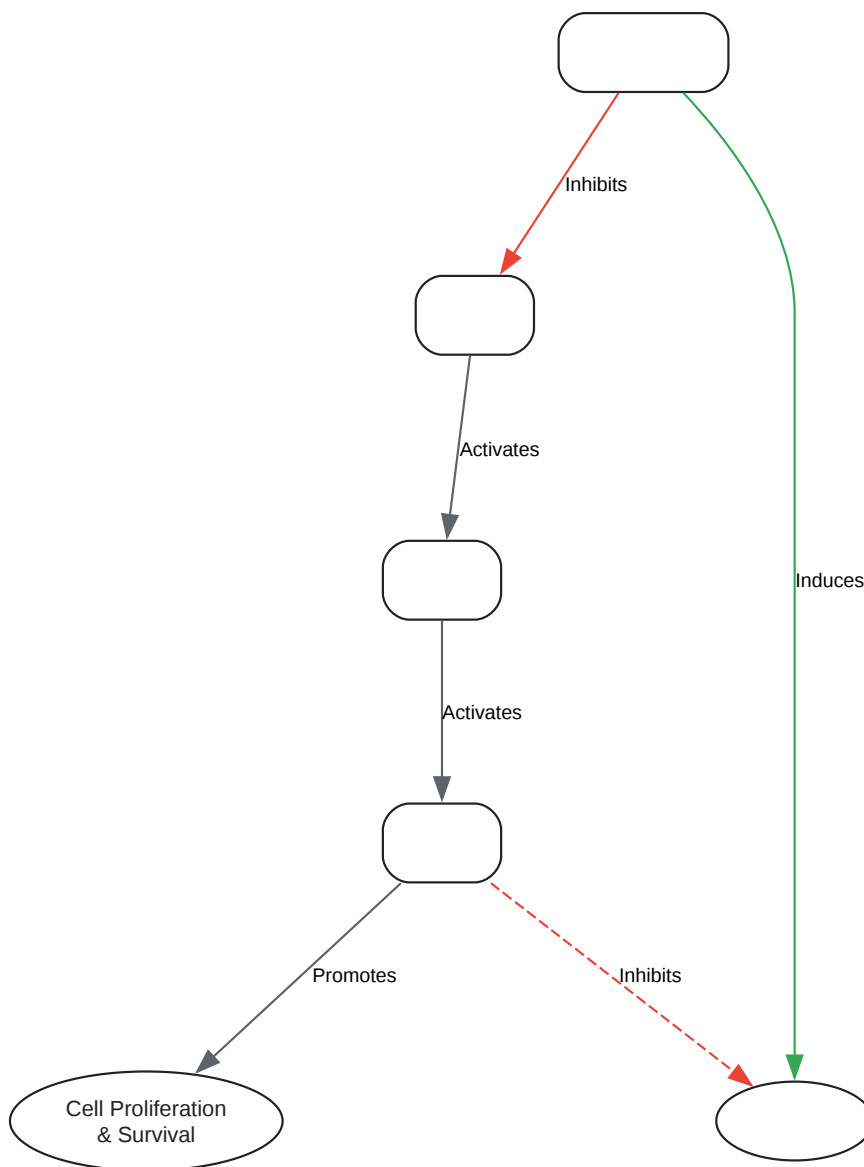 Inhibits
Activates
Induces
Activates
Promotes
Inhibits
Cell Proliferation
& Survival